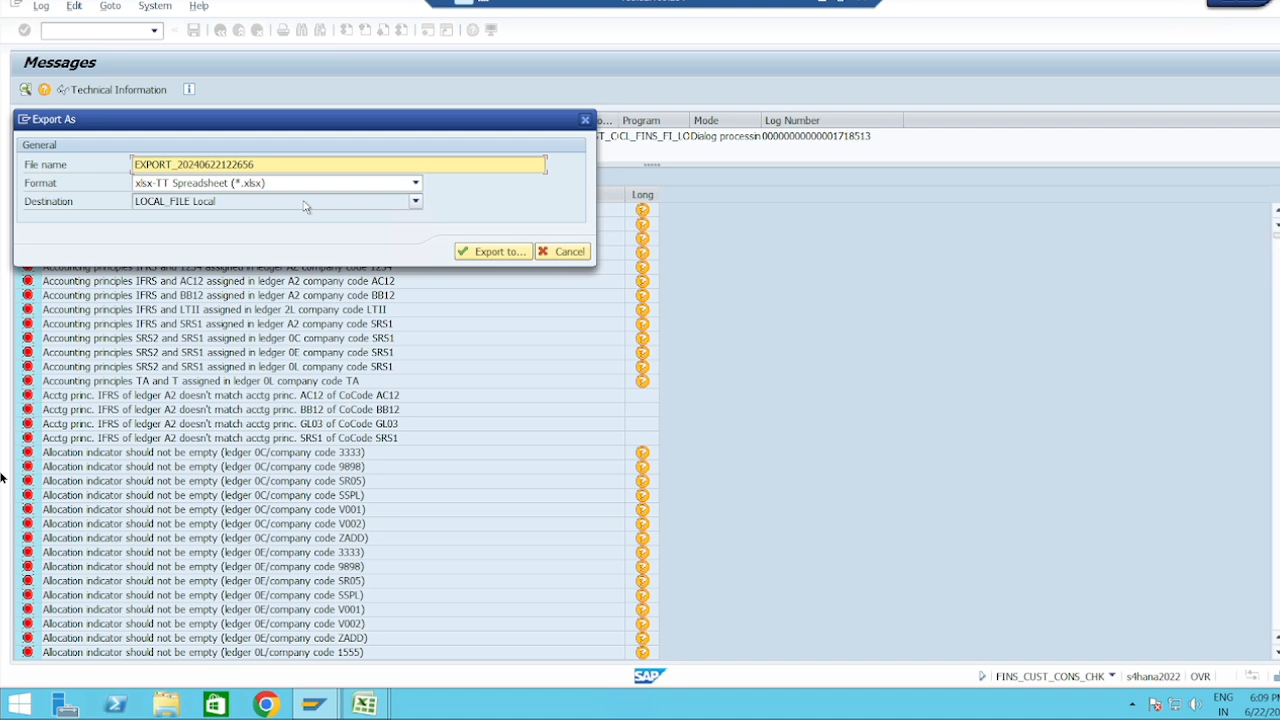 Log Edit Goto System Help
Messages
Technical Information
Export As
General
File name EXPORT_20240622122656
Format xlsx-TT Spreadsheet (*.xlsx)
Destination LOCAL_FILE Local
Export to... Cancel
Program Mode Log Number
CL_FINS_FI_LO Dialog processin 00000000000001718513
Long
Accounting principles IFRS and 1234 assigned in ledger A2 company code 1234
Accounting principles IFRS and AC12 assigned in ledger A2 company code AC12
Accounting principles IFRS and BB12 assigned in ledger A2 company code BB12
Accounting principles IFRS and LTII assigned in ledger 2L company code LTII
Accounting principles IFRS and SRS1 assigned in ledger A2 company code SRS1
Accounting principles SRS2 and SRS1 assigned in ledger 0C company code SRS1
Accounting principles SRS2 and SRS1 assigned in ledger 0E company code SRS1
Accounting principles SRS2 and SRS1 assigned in ledger 0L company code SRS1
Accounting principles TA and T assigned in ledger 0L company code TA
Acctg princ. IFRS of ledger A2 doesn't match acctg princ. AC12 of CoCode AC12
Acctg princ. IFRS of ledger A2 doesn't match acctg princ. BB12 of CoCode BB12
Acctg princ. IFRS of ledger A2 doesn't match acctg princ. GL03 of CoCode GL03
Acctg princ. IFRS of ledger A2 doesn't match acctg princ. SRS1 of CoCode SRS1
Allocation indicator should not be empty (ledger 0C/company code 3333)
Allocation indicator should not be empty (ledger 0C/company code 9898)
Allocation indicator should not be empty (ledger 0C/company code SR05)
Allocation indicator should not be empty (ledger 0C/company code SSPL)
Allocation indicator should not be empty (ledger 0C/company code V001)
Allocation indicator should not be empty (ledger 0C/company code V002)
Allocation indicator should not be empty (ledger 0C/company code ZADD)
Allocation indicator should not be empty (ledger 0E/company code 3333)
Allocation indicator should not be empty (ledger 0E/company code 9898)
Allocation indicator should not be empty (ledger 0E/company code SR05)
Allocation indicator should not be empty (ledger 0E/company code SSPL)
Allocation indicator should not be empty (ledger 0E/company code V001)
Allocation indicator should not be empty (ledger 0E/company code V002)
Allocation indicator should not be empty (ledger 0E/company code ZADD)
Allocation indicator should not be empty (ledger 0L/company code 1555)
SAP
FINS_CUST_CONS_CHK s4hana2022 OVR
ENG 6:09 PM
IN 6/22/20